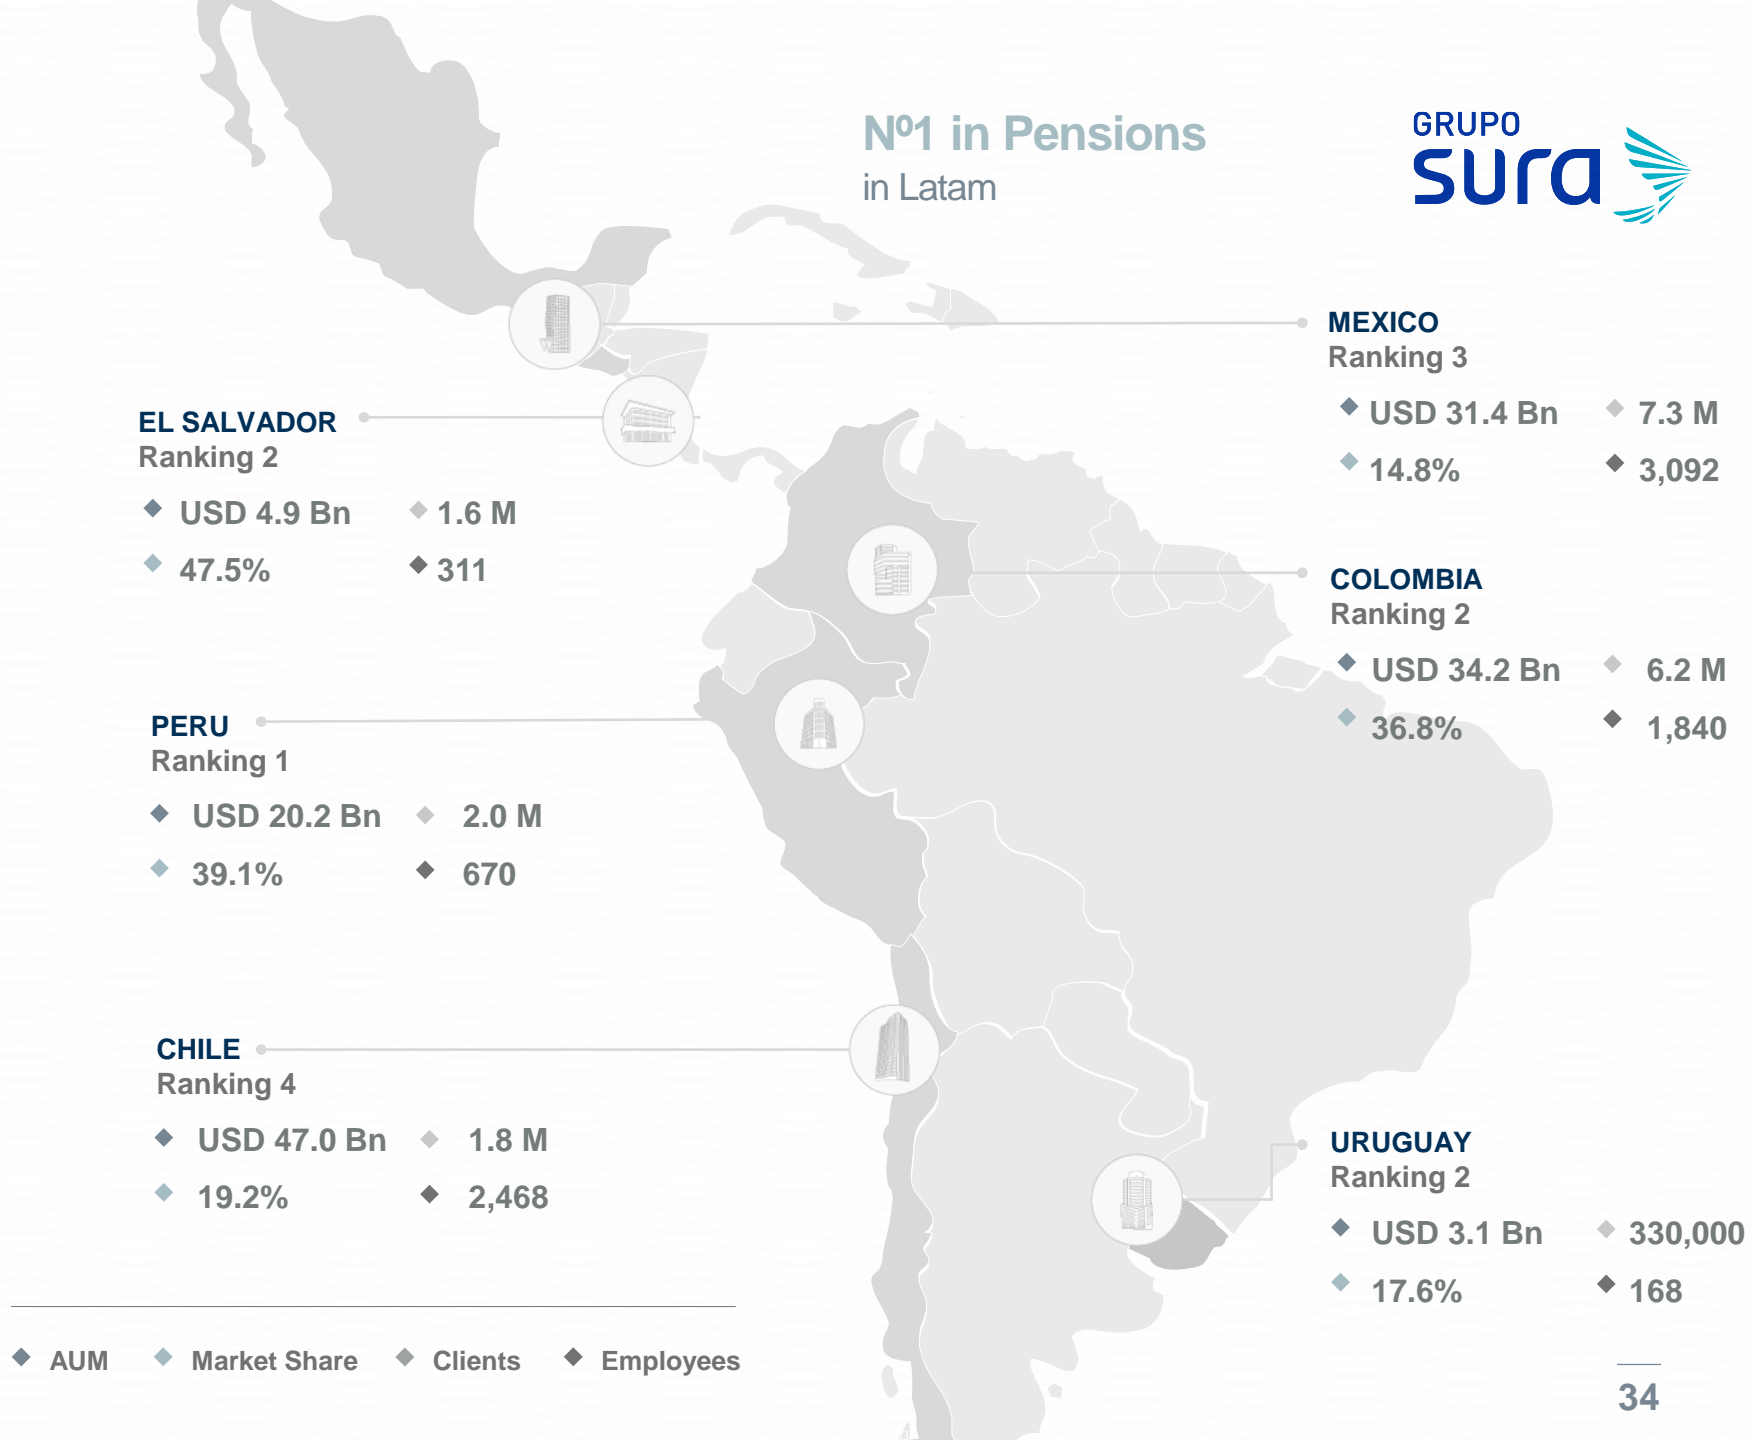 Nº1 in Pensions
in Latam
GRUPO
sura
MEXICO
Ranking 3
USD 31.4 Bn 7.3 M
14.8% 3,092
EL SALVADOR
Ranking 2
USD 4.9 Bn 1.6 M
47.5% 311
COLOMBIA
Ranking 2
USD 34.2 Bn 6.2 M
36.8% 1,840
PERU
Ranking 1
USD 20.2 Bn 2.0 M
39.1% 670
CHILE
Ranking 4
USD 47.0 Bn 1.8 M
19.2% 2,468
URUGUAY
Ranking 2
USD 3.1 Bn 330,000
17.6% 168
AUM Market Share Clients Employees
34